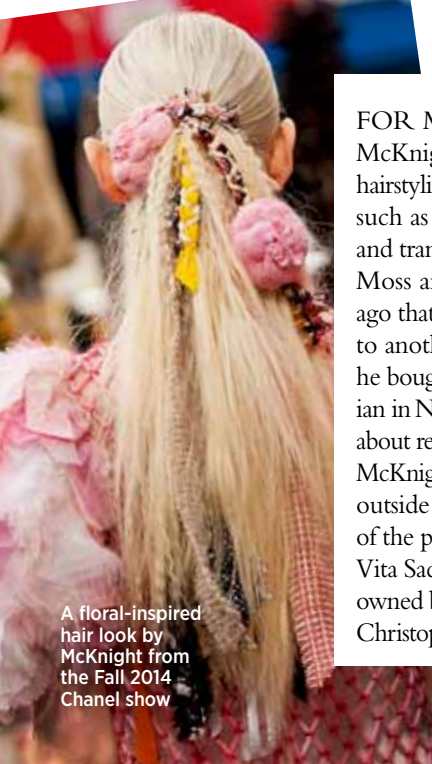 FOR M
McKnig
hairstyli
such as
and tran
Moss a
ago that
to anoth
he boug
ian in N
about re
McKnig
outside
of the p
Vita Sac
owned b
Christop
A floral-inspired
hair look by
McKnight from
the Fall 2014
Chanel show